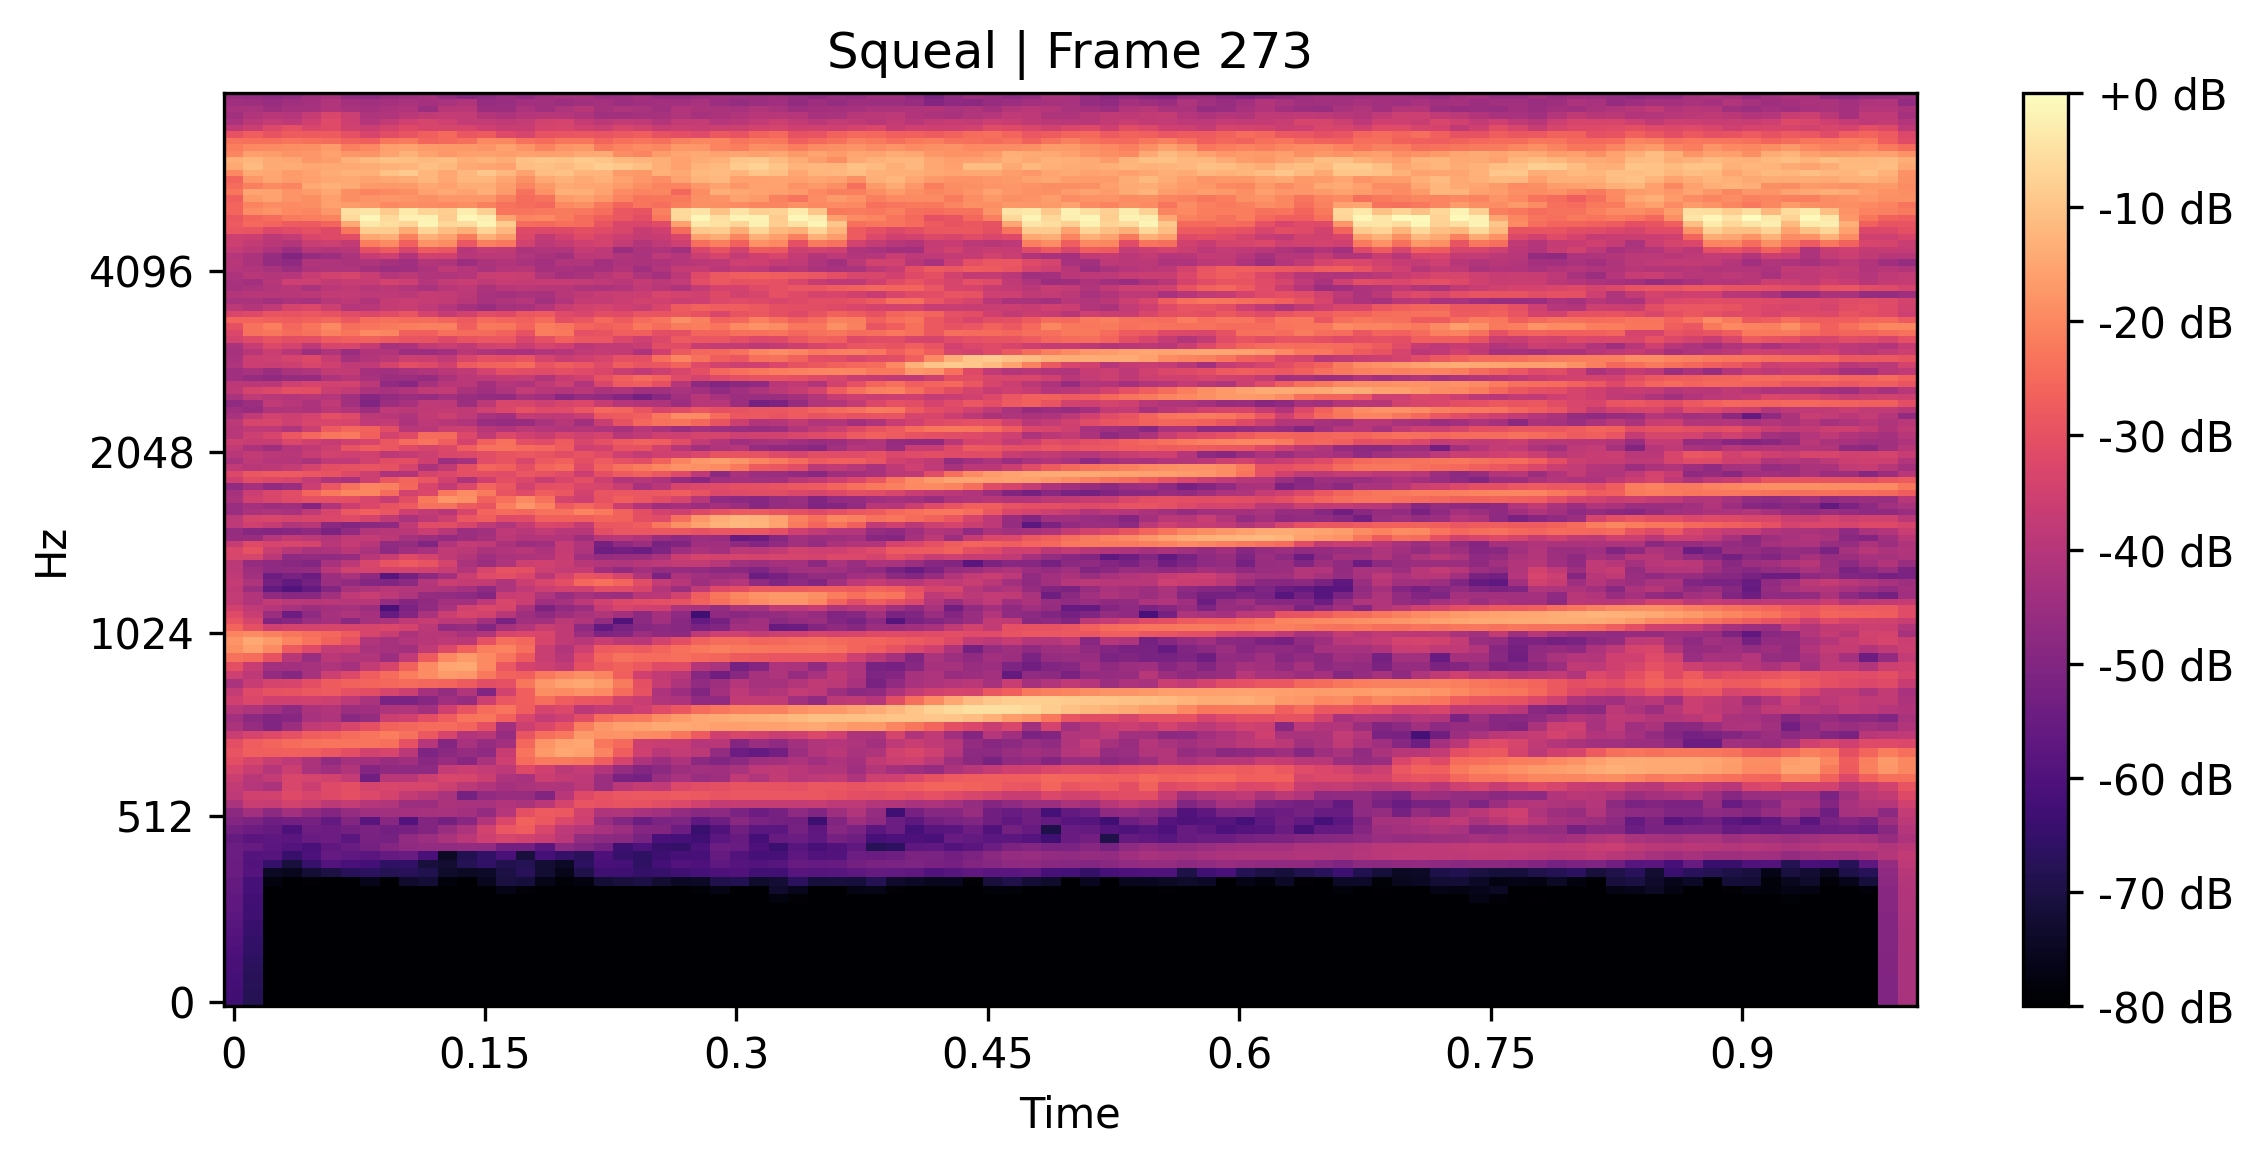 Squeal | Frame 273
Hz
4096
2048
1024
512
0
0 0.15 0.3 0.45 0.6 0.75 0.9
Time
+0 dB
-10 dB
-20 dB
-30 dB
-40 dB
-50 dB
-60 dB
-70 dB
-80 dB